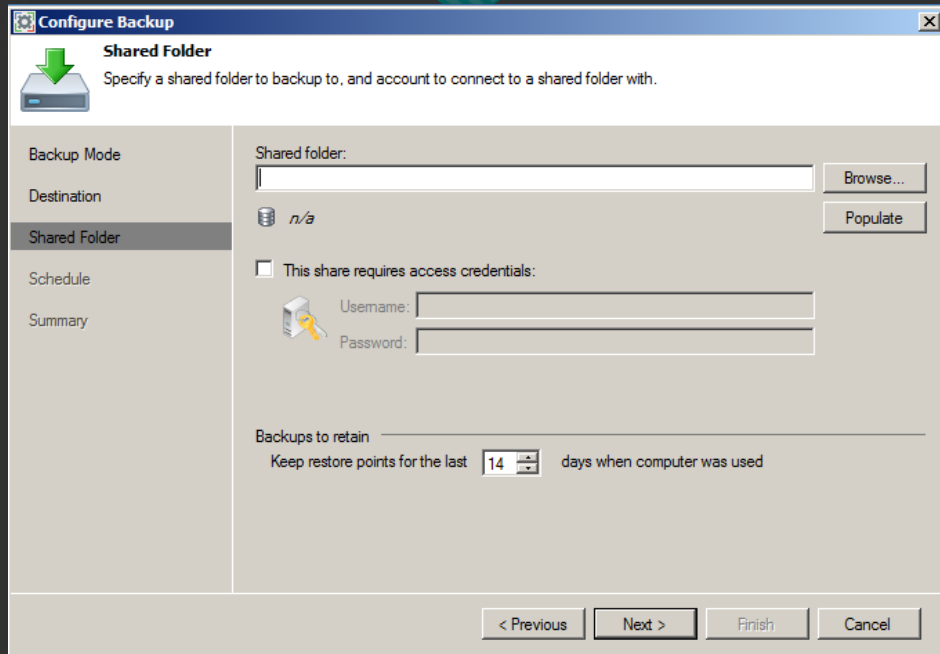 Configure Backup
Shared Folder
Specify a shared folder to backup to, and account to connect to a shared folder with.
Backup Mode
Destination
Shared Folder
Schedule
Summary
Shared folder:
Browse...
n/a
Populate
This share requires access credentials:
Username:
Password:
Backups to retain
Keep restore points for the last 14 days when computer was used
< Previous
Next >
Finish
Cancel